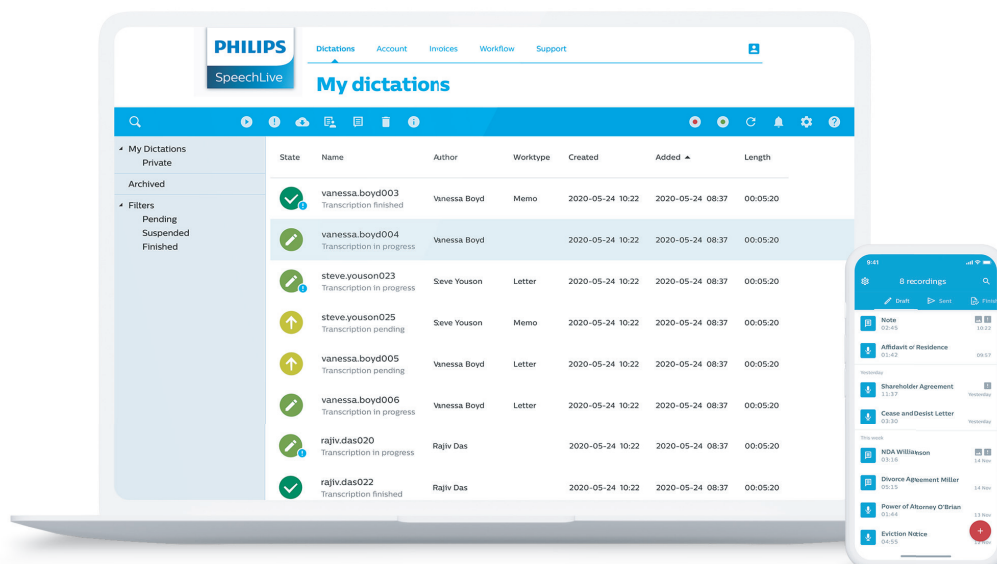 PHILIPS
SpeechLive
Dictations Account Invoices Workflow Support
My dictations
My Dictations
Private
Archived
Filters
Pending
Suspended
Finished
State Name Author Worktype Created Added Length
vanessa.boyd003 Vanessa Boyd Memo 2020-05-24 10:22 2020-05-24 08:37 00:05:20
Transcription finished
vanessa.boyd004 Vanessa Boyd 2020-05-24 10:22 2020-05-24 08:37 00:05:20
Transcription in progress
steve.youson023 Steve Youson Letter 2020-05-24 10:22 2020-05-24 08:37 00:05:20
Transcription in progress
steve.youson025 Steve Youson Memo 2020-05-24 10:22 2020-05-24 08:37 00:05:20
Transcription pending
vanessa.boyd005 Vanessa Boyd Letter 2020-05-24 10:22 2020-05-24 08:37 00:05:20
Transcription pending
vanessa.boyd006 Vanessa Boyd Letter 2020-05-24 10:22 2020-05-24 08:37 00:05:20
Transcription in progress
rajiv.das020 Rajiv Das 2020-05-24 10:22 2020-05-24 08:37 00:05:20
Transcription in progress
rajiv.das022 Rajiv Das 2020-05-24 10:22 2020-05-24 08:37 00:05:20
Transcription finished
9:41
8 recordings
Draft Sent Finish
Note
02:45 10:22
Affidavit of Residence
01:42 09:57
Yesterday
Shareholder Agreement
11:37 Yesterday
Cease and Desist Letter
03:30 Yesterday
This week
NDA Williamson
03:16 14 Nov
Divorce Agreement Miller
05:15 14 Nov
Power of Attorney O'Brian
01:44 13 Nov
Eviction Notice
04:55